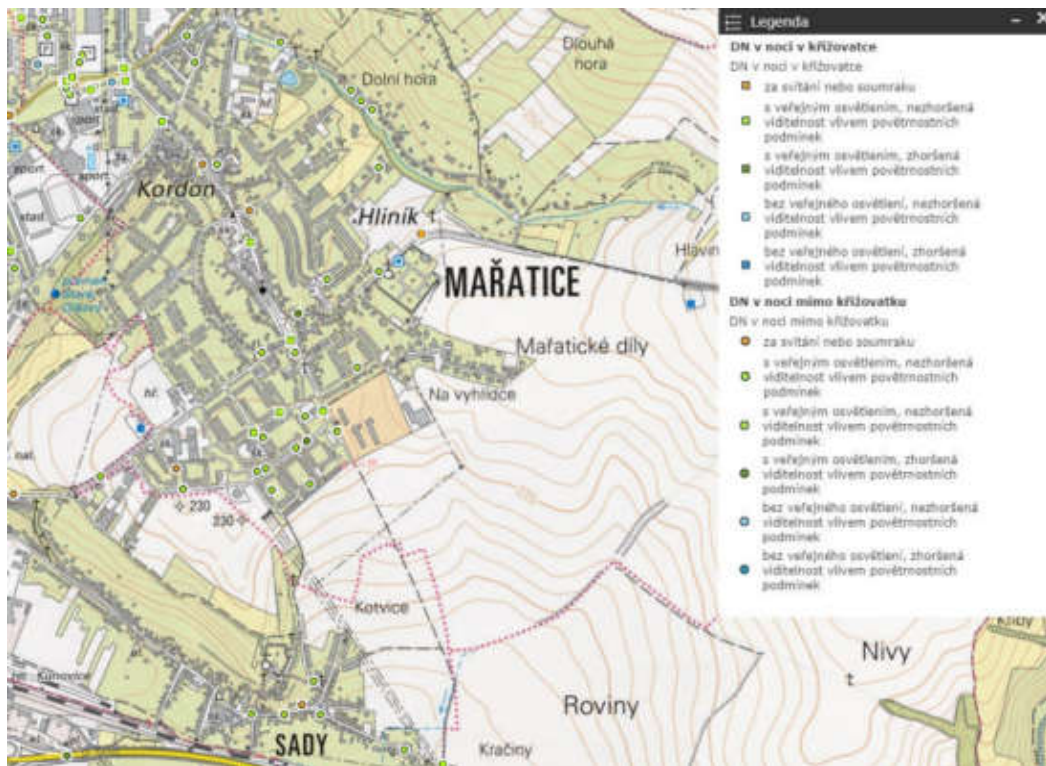 Legenda
DN v noci v křižovatce
DN v noci v křižovatce
za svítání nebo soumraku
s veřejným osvětlením, nezhoršená
viditelnost vlivem povětrnostních
podmínek
s veřejným osvětlením, zhoršená
viditelnost vlivem povětrnostních
podmínek
bez veřejného osvětlení, nezhoršená
viditelnost vlivem povětrnostních
podmínek
bez veřejného osvětlení, zhoršená
viditelnost vlivem povětrnostních
podmínek
DN v noci mimo křižovatku
DN v noci mimo křižovatku
za svítání nebo soumraku
s veřejným osvětlením, nezhoršená
viditelnost vlivem povětrnostních
podmínek
s veřejným osvětlením, nezhoršená
viditelnost vlivem povětrnostních
podmínek
s veřejným osvětlením, zhoršená
viditelnost vlivem povětrnostních
podmínek
bez veřejného osvětlení, nezhoršená
viditelnost vlivem povětrnostních
podmínek
bez veřejného osvětlení, zhoršená
viditelnost vlivem povětrnostních
podmínek
Dlouhá
hora
Dolní hora
Kordon
Hliník
MAŘATICE
Mařatické díly
Na vyhlídce
hř.
230
230
Kotvice
Nivy
Roviny
SADY
Kračiny
Kunovice